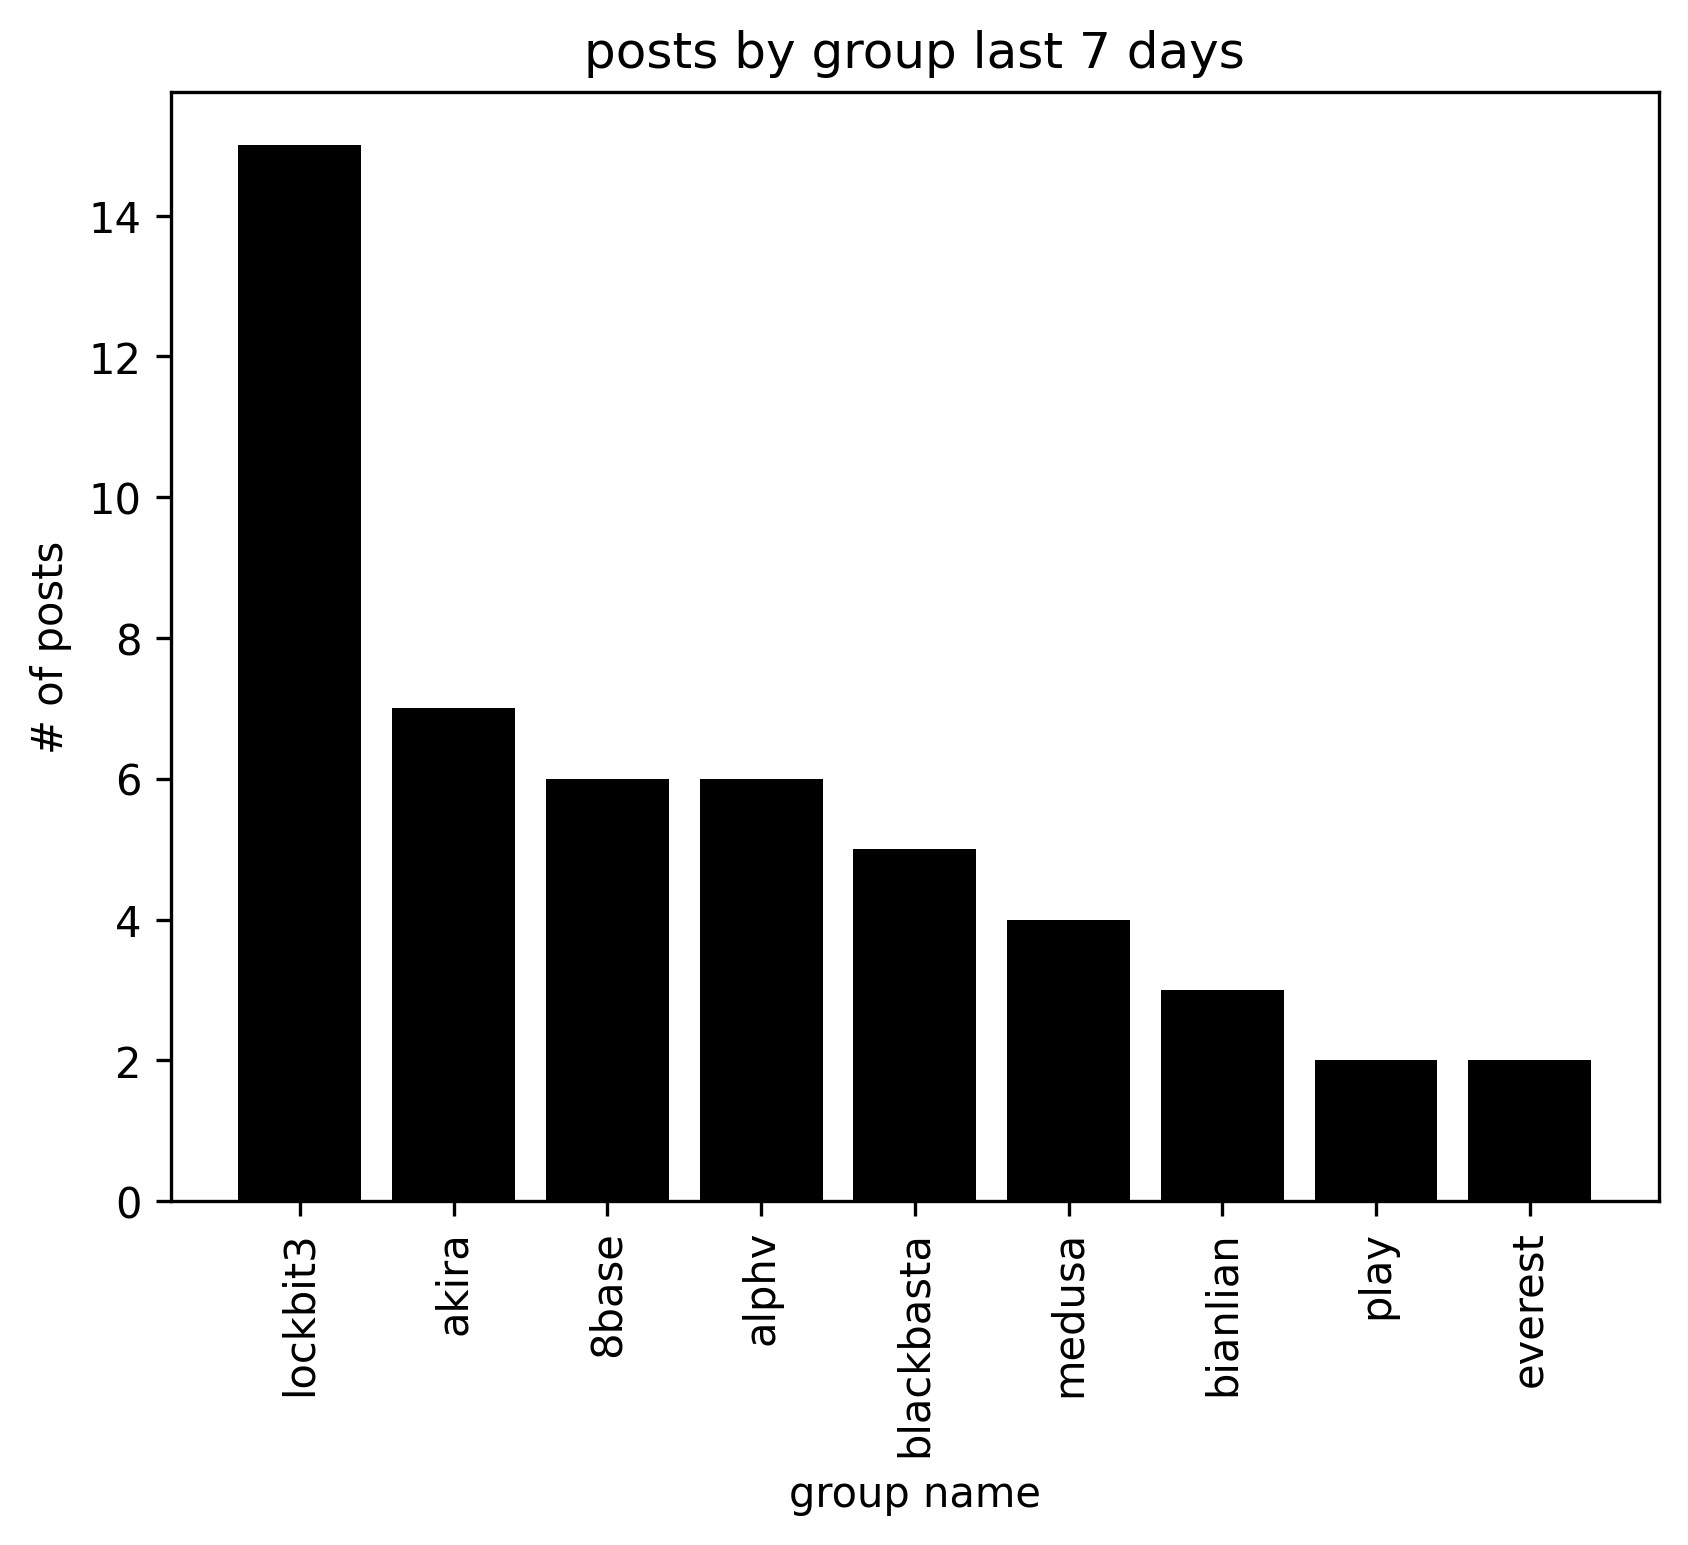 posts by group last 7 days
# of posts
14
12
10
8
6
4
2
0
lockbit3
akira
8base
alphv
blackbasta
medusa
bianlian
play
everest
group name